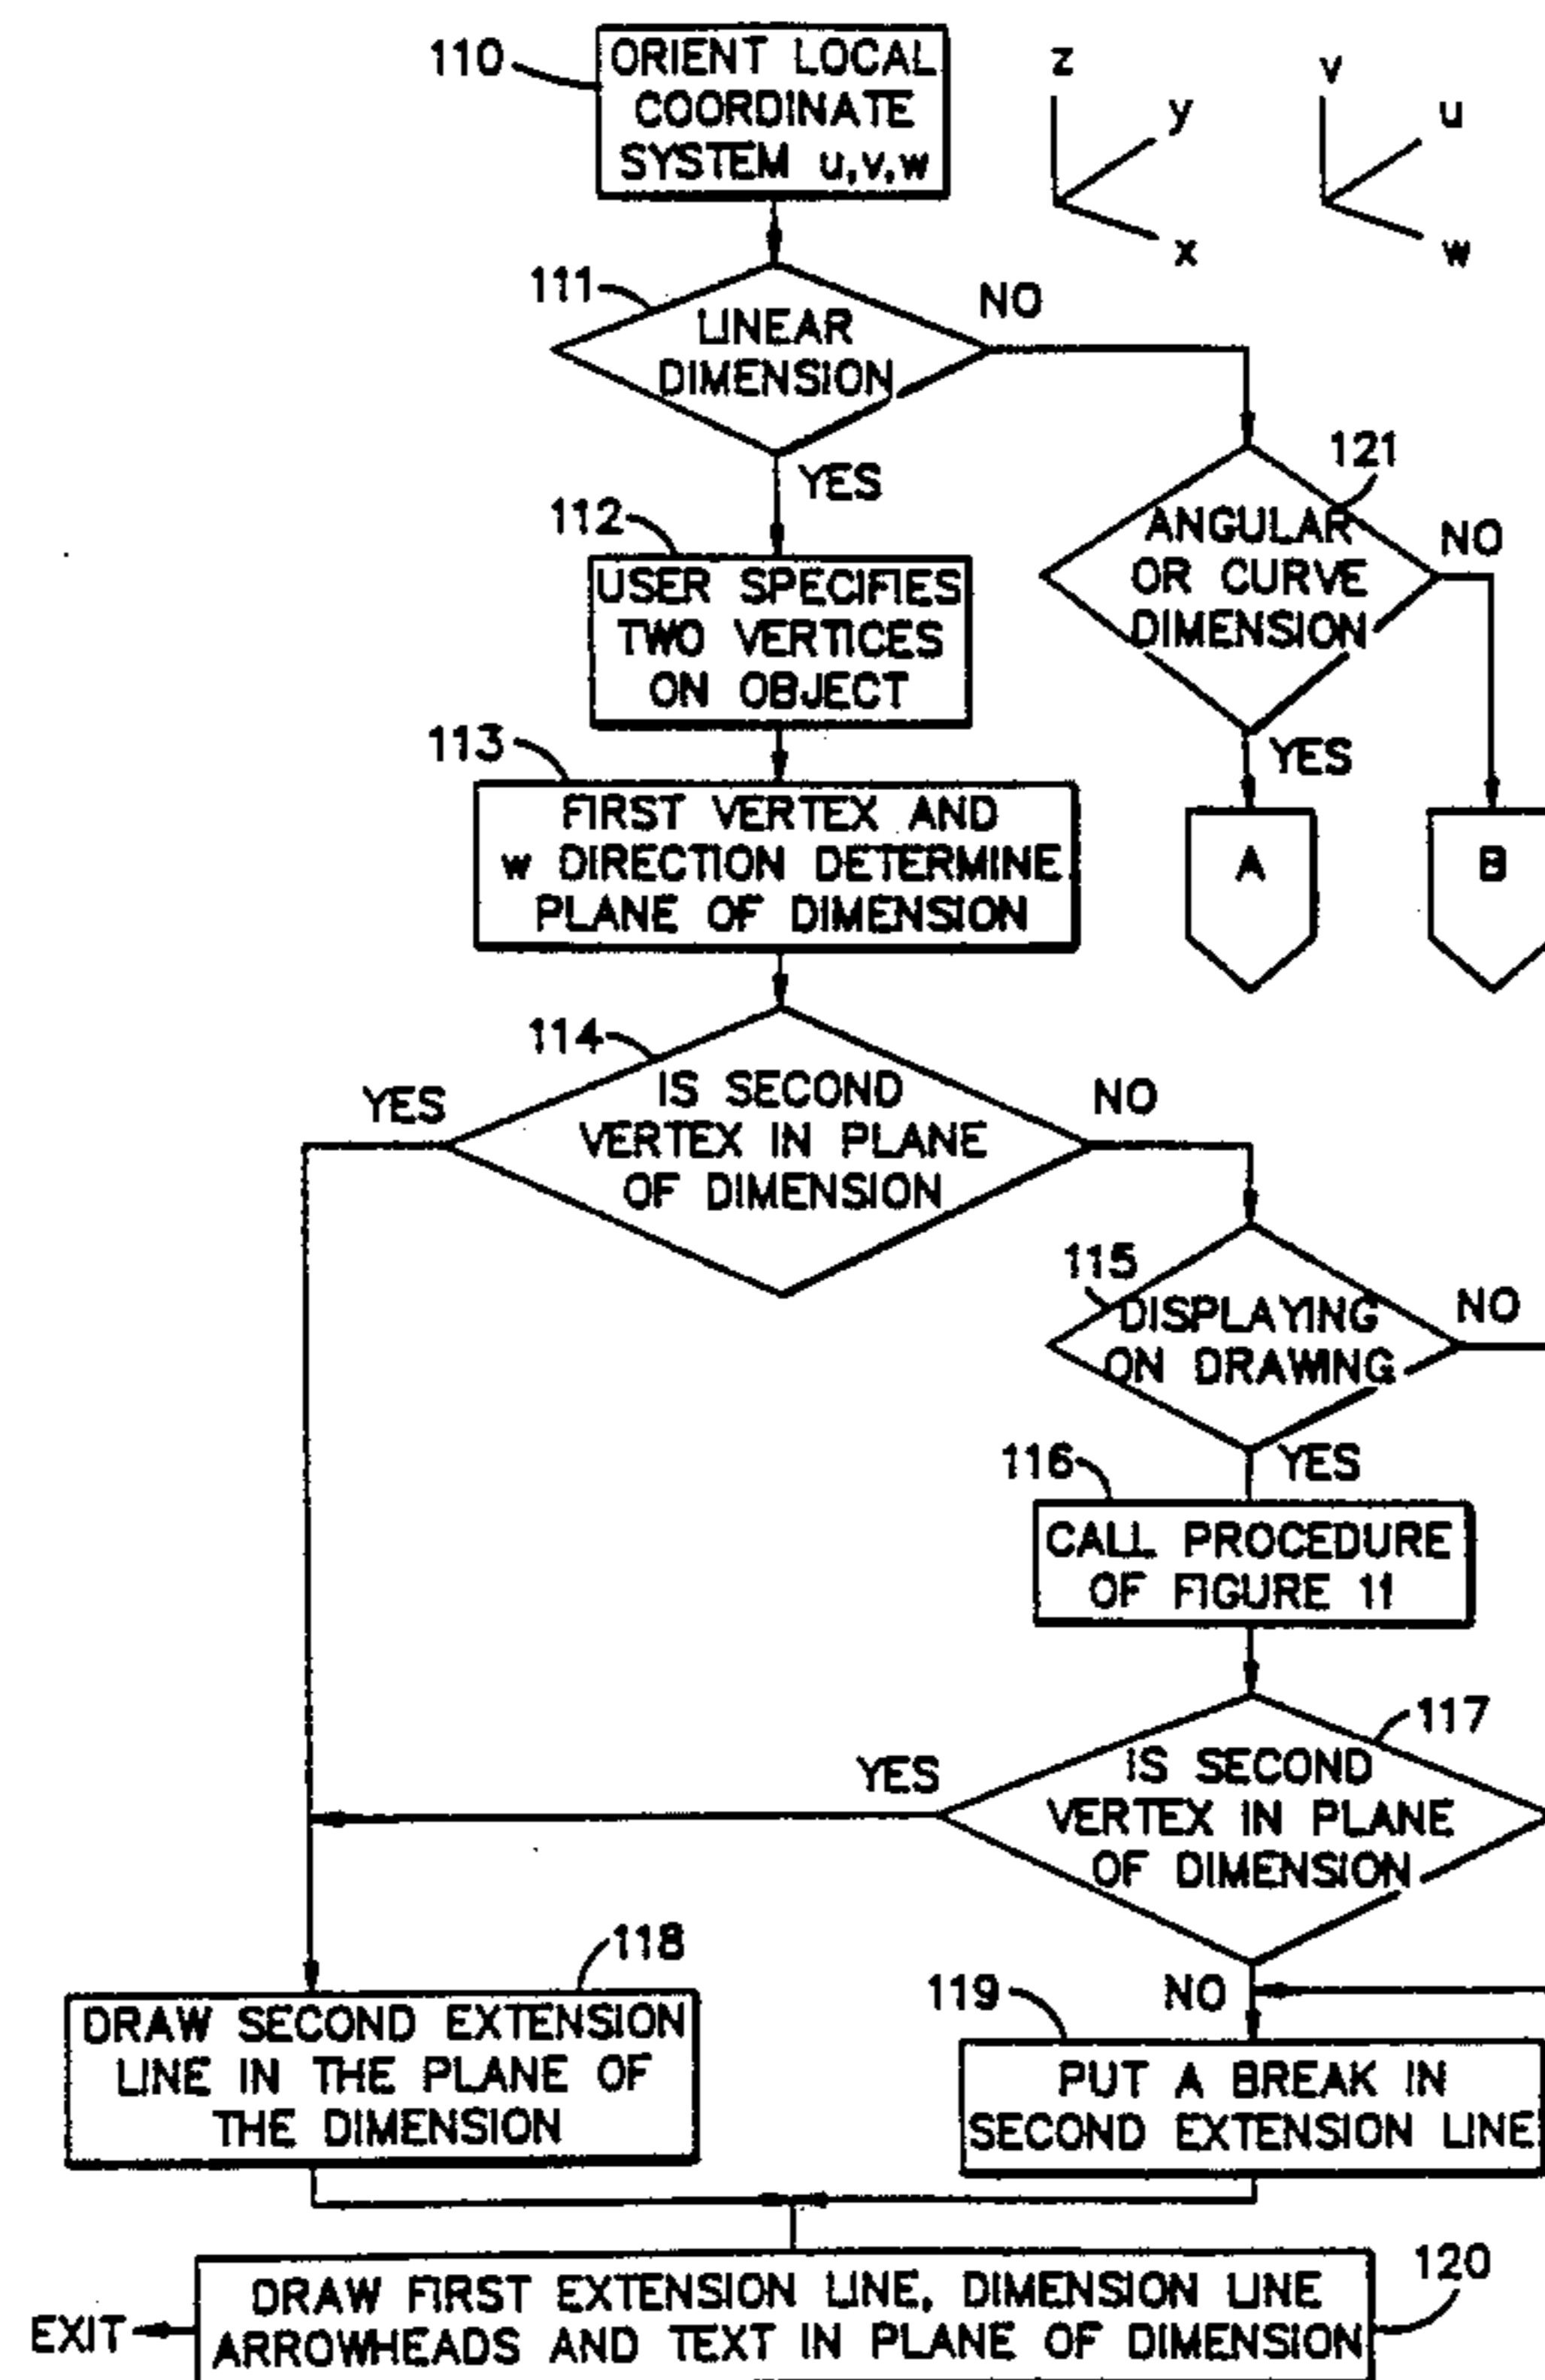 110
ORIENT LOCAL
COORDINATE
SYSTEM u,v,w
z
y
x
v
u
w
111
LINEAR
DIMENSION
NO
YES
121
ANGULAR
OR CURVE
DIMENSION
NO
YES
A
B
112
USER SPECIFIES
TWO VERTICES
ON OBJECT
113
FIRST VERTEX AND
w DIRECTION DETERMINE
PLANE OF DIMENSION
114
IS SECOND
VERTEX IN PLANE
OF DIMENSION
YES
NO
115
DISPLAYING
ON DRAWING
NO
YES
116
CALL PROCEDURE
OF FIGURE 11
117
IS SECOND
VERTEX IN PLANE
OF DIMENSION
YES
NO
118
DRAW SECOND EXTENSION
LINE IN THE PLANE OF
THE DIMENSION
119
PUT A BREAK IN
SECOND EXTENSION LINE
120
DRAW FIRST EXTENSION LINE, DIMENSION LINE
ARROWHEADS AND TEXT IN PLANE OF DIMENSION
EXIT